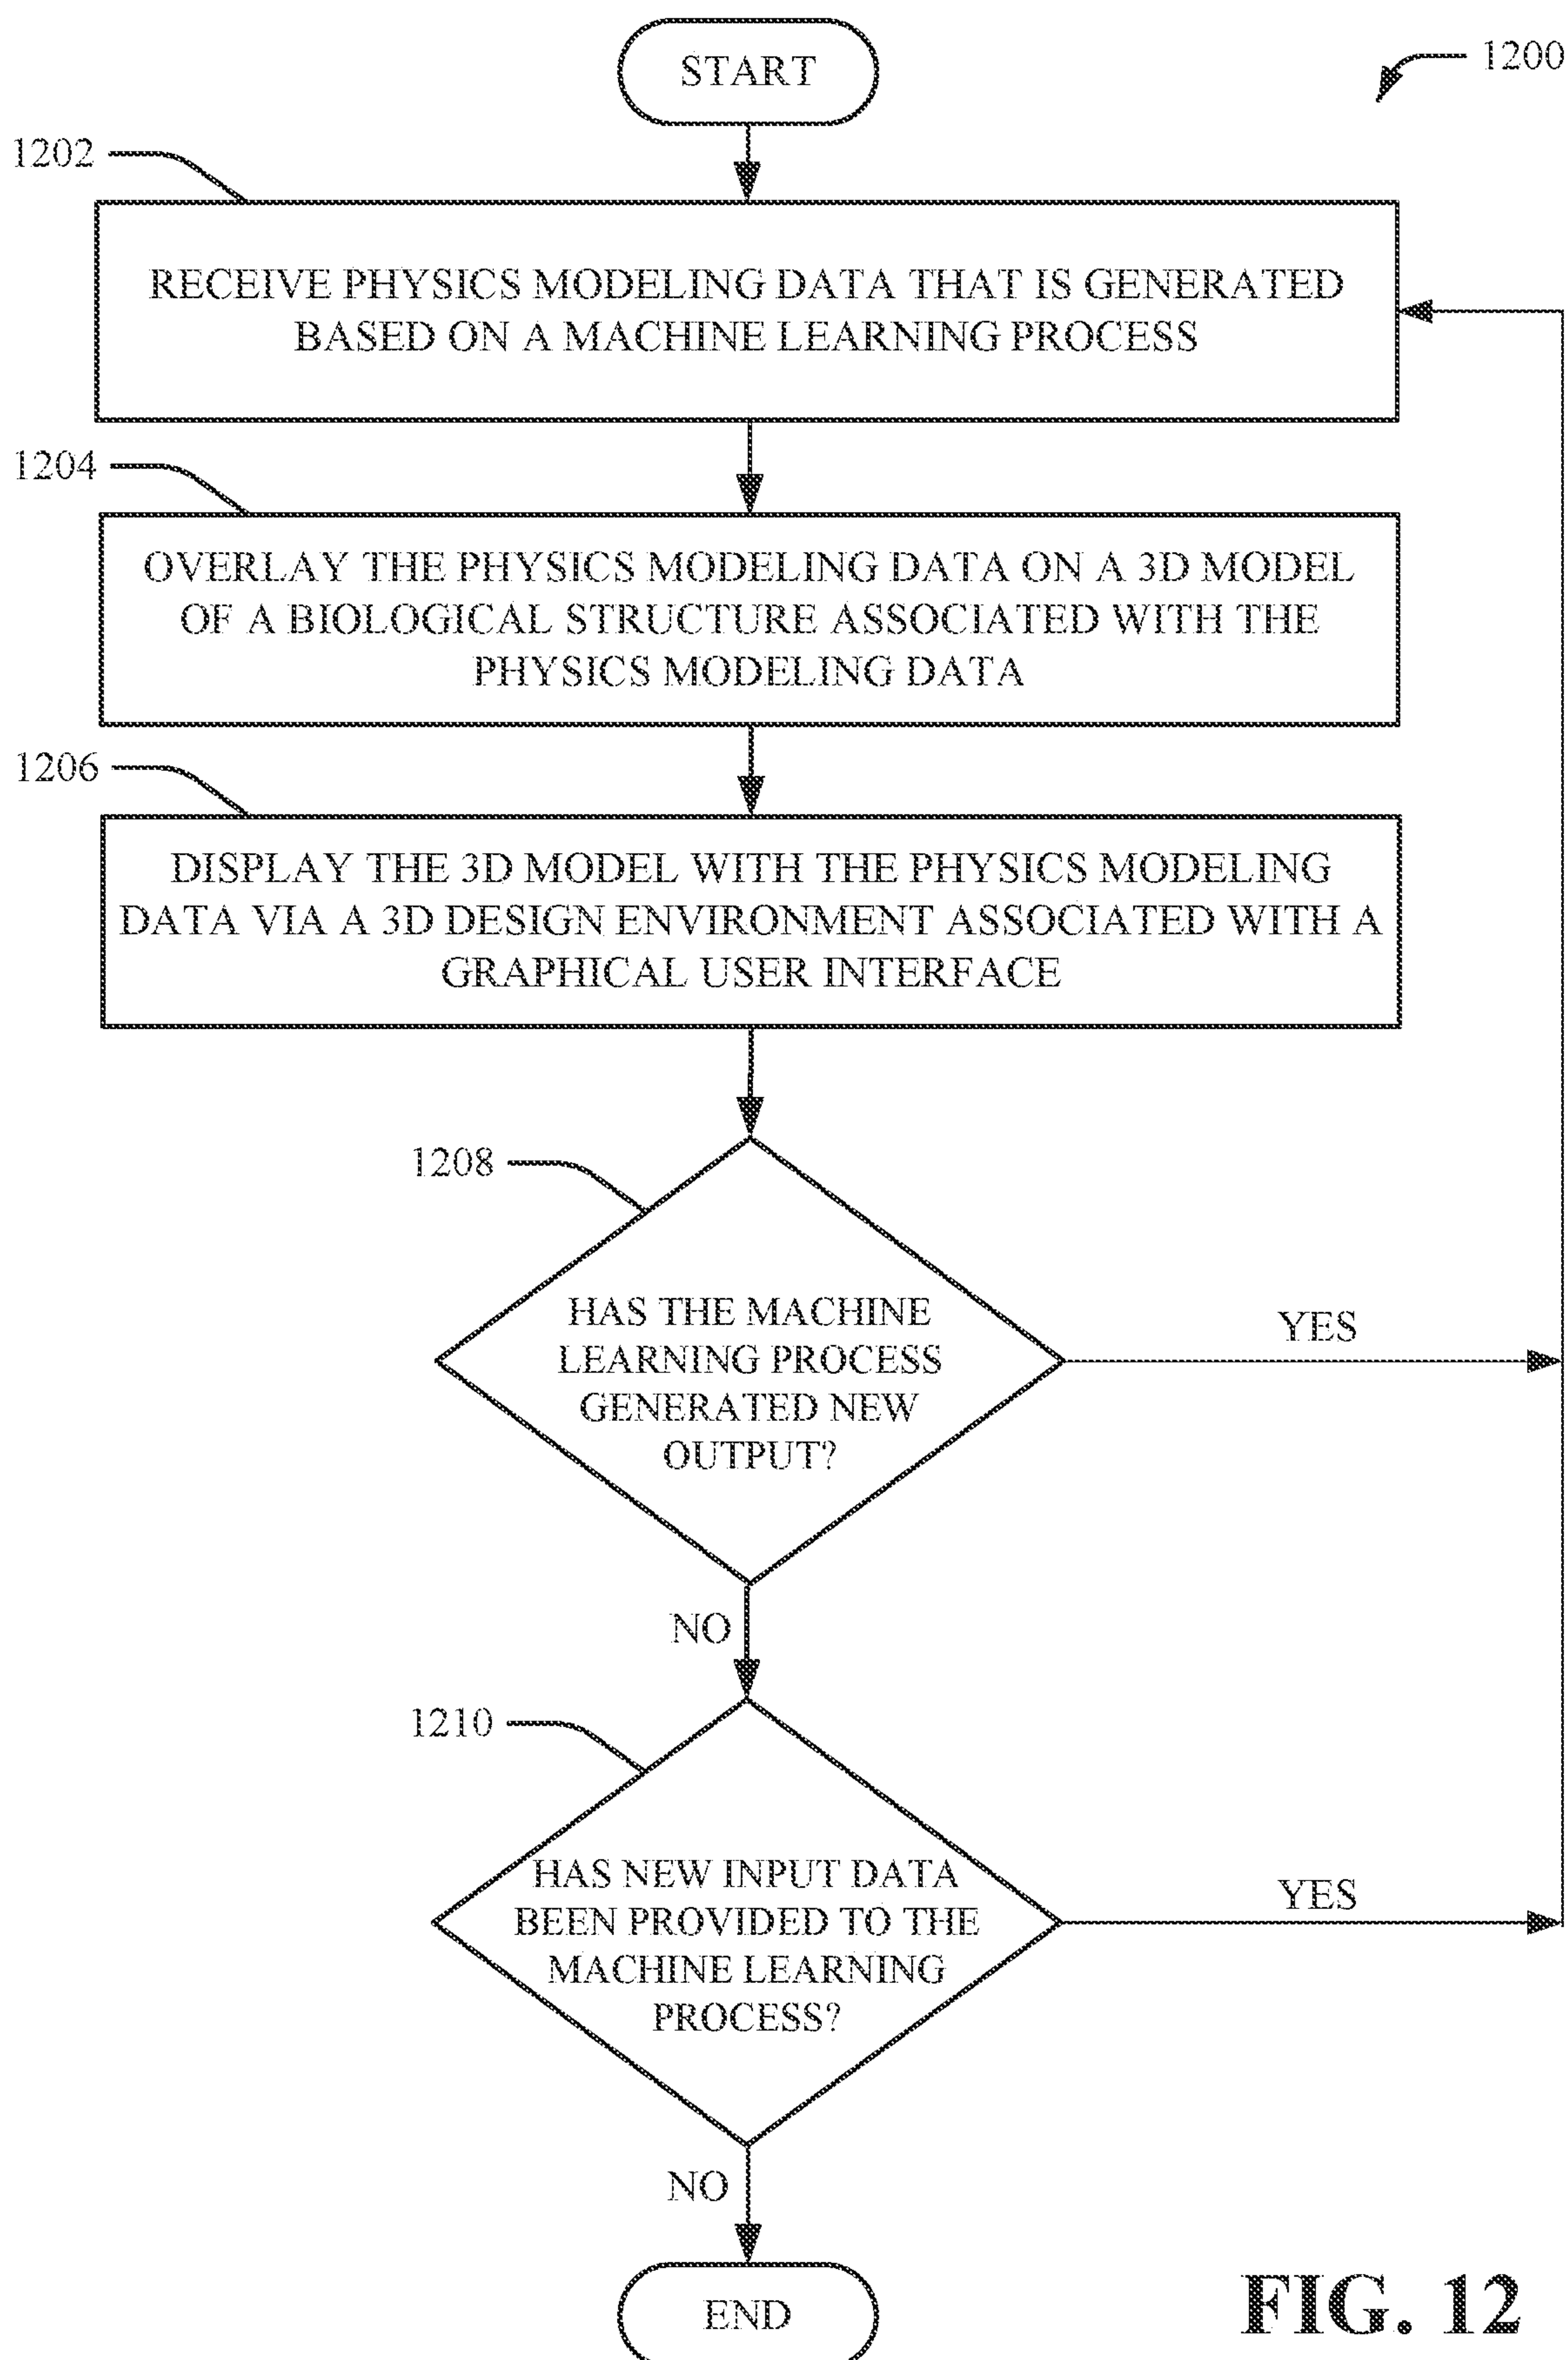 START
1200
1202
RECEIVE PHYSICS MODELING DATA THAT IS GENERATED
BASED ON A MACHINE LEARNING PROCESS
1204
OVERLAY THE PHYSICS MODELING DATA ON A 3D MODEL
OF A BIOLOGICAL STRUCTURE ASSOCIATED WITH THE
PHYSICS MODELING DATA
1206
DISPLAY THE 3D MODEL WITH THE PHYSICS MODELING
DATA VIA A 3D DESIGN ENVIRONMENT ASSOCIATED WITH A
GRAPHICAL USER INTERFACE
1208
HAS THE MACHINE
LEARNING PROCESS
GENERATED NEW
OUTPUT?
YES
NO
1210
HAS NEW INPUT DATA
BEEN PROVIDED TO THE
MACHINE LEARNING
PROCESS?
YES
NO
END
FIG. 12